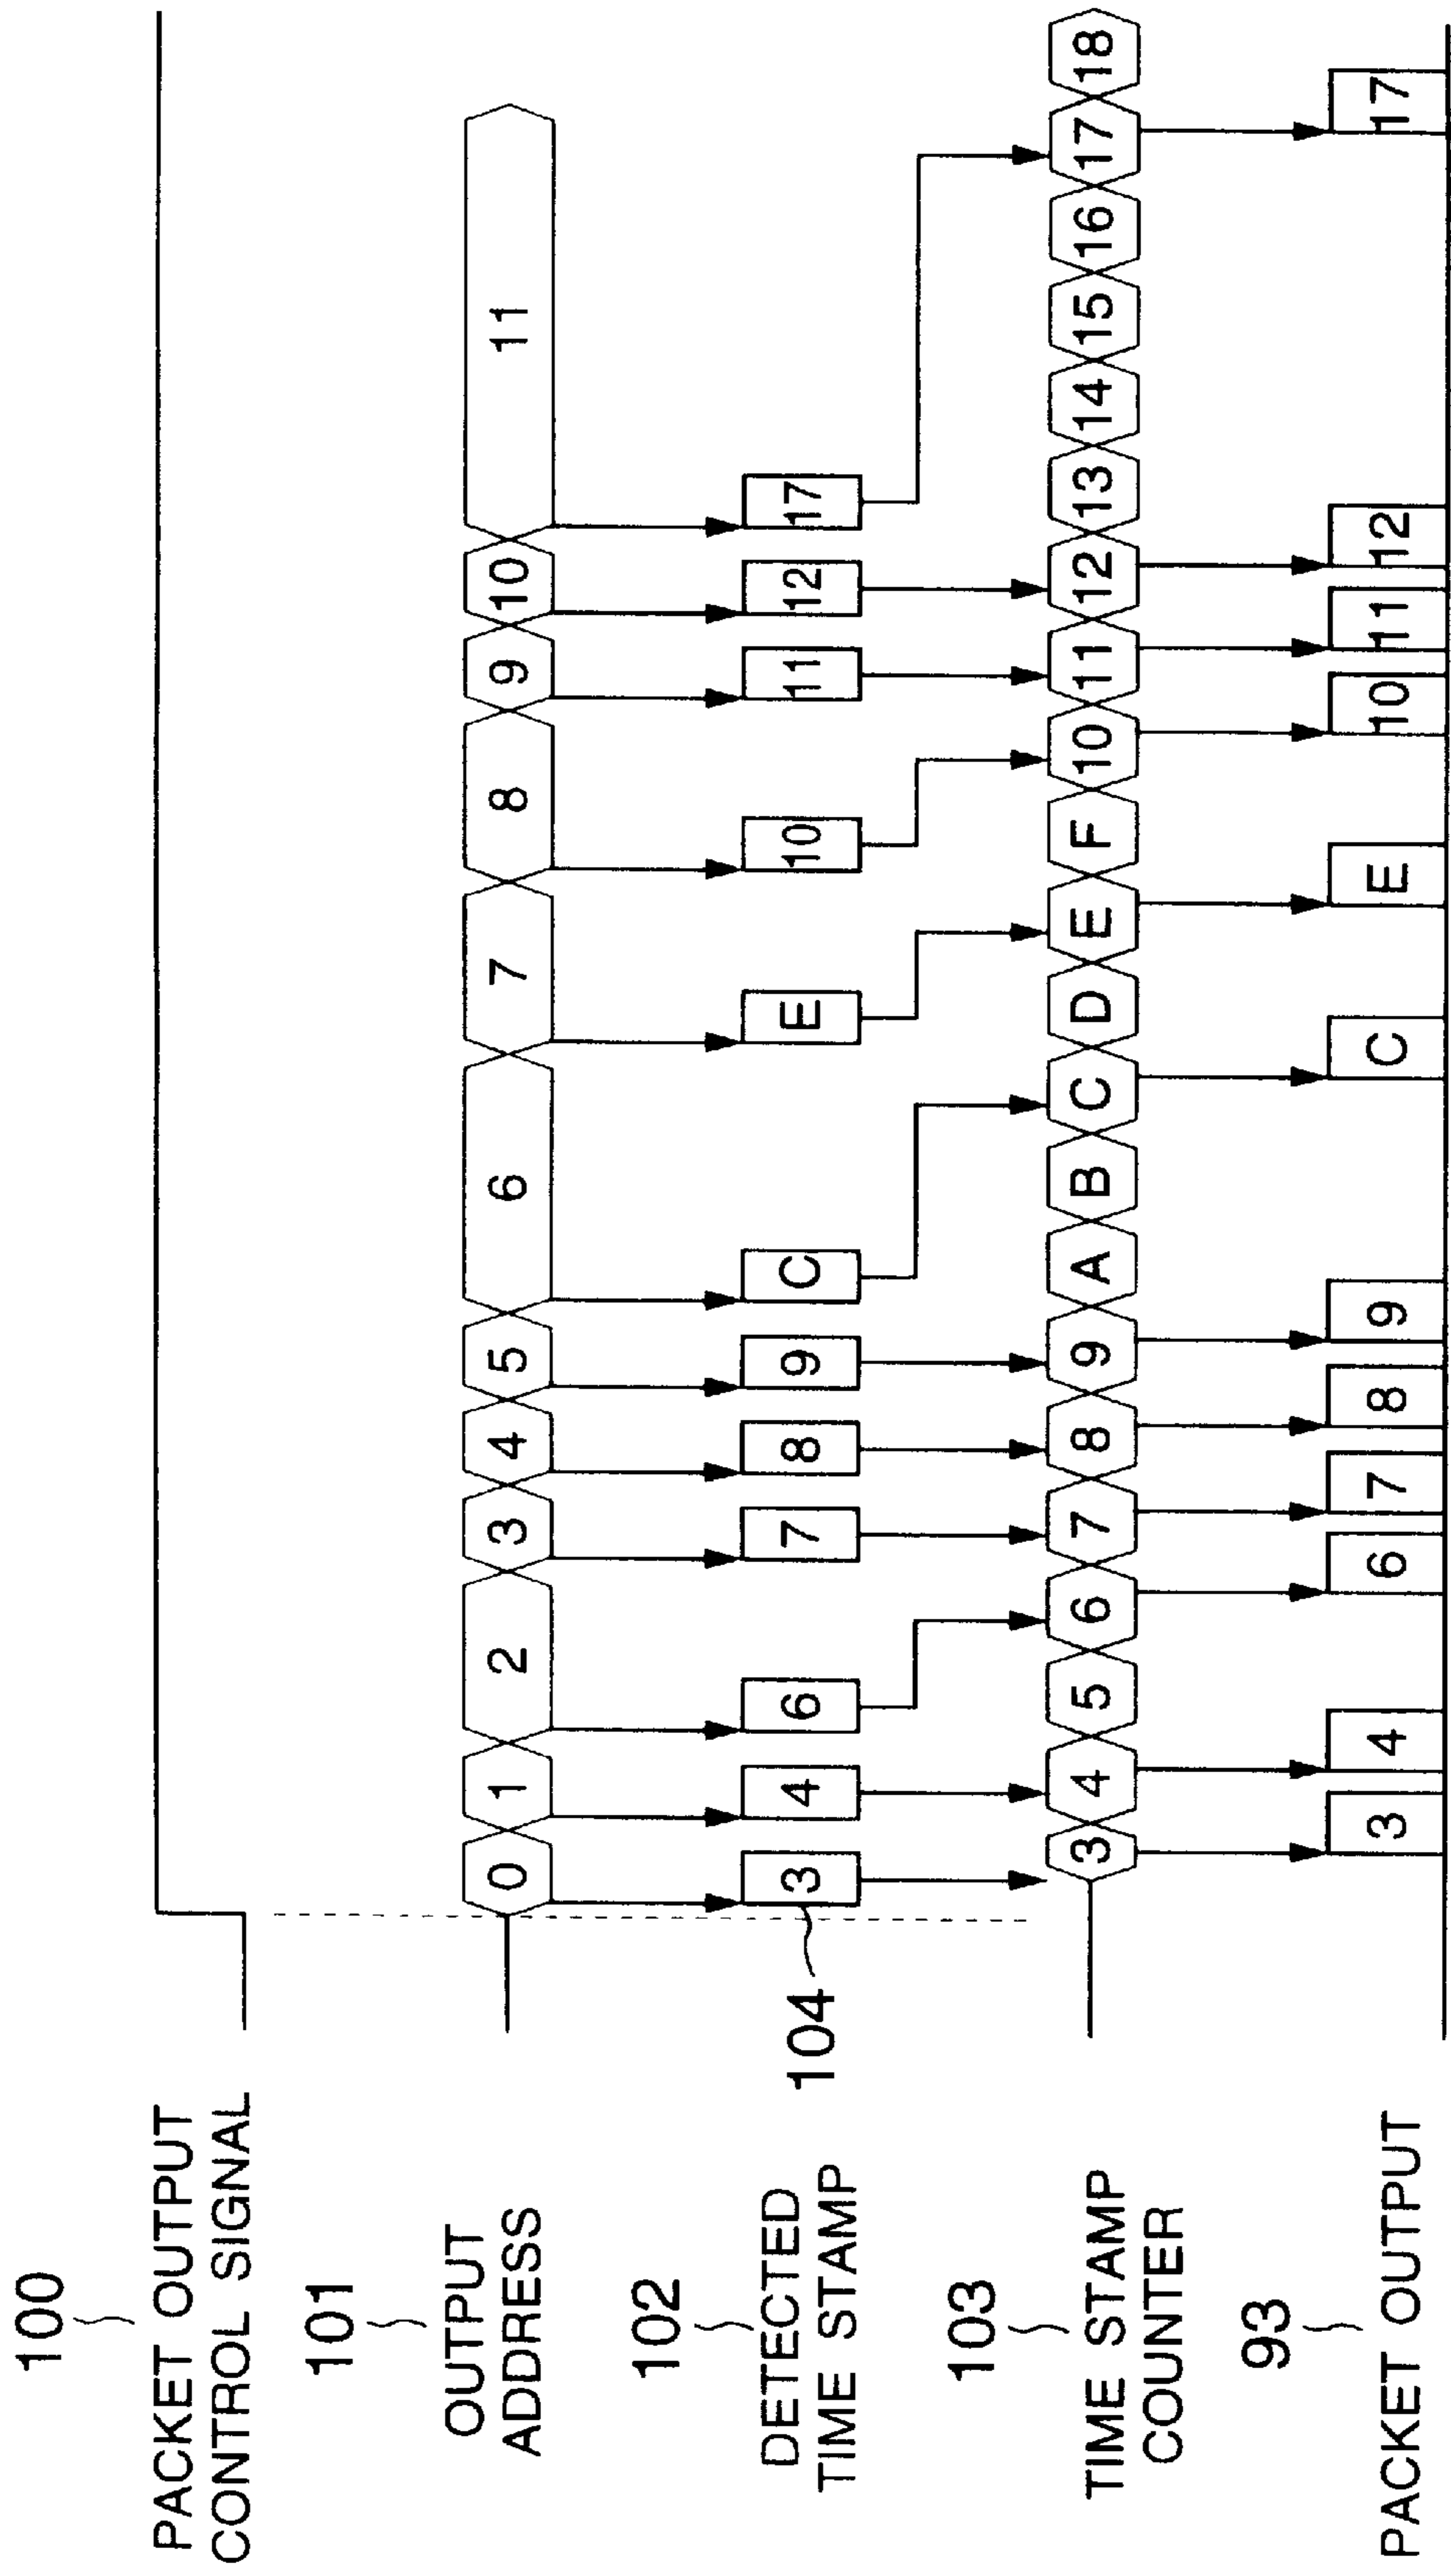 100
PACKET OUTPUT
CONTROL SIGNAL
101
OUTPUT
ADDRESS
0 1 2 3 4 5 6 7 8 9 10 11
102
DETECTED
TIME STAMP
3 4 6 7 8 9 C E 10 11 12 17
104
103
TIME STAMP
COUNTER
3 4 5 6 7 8 9 A B C D E F 10 11 12 13 14 15 16 17 18
93
PACKET OUTPUT
3 4 6 7 8 9 C E 10 11 12 17